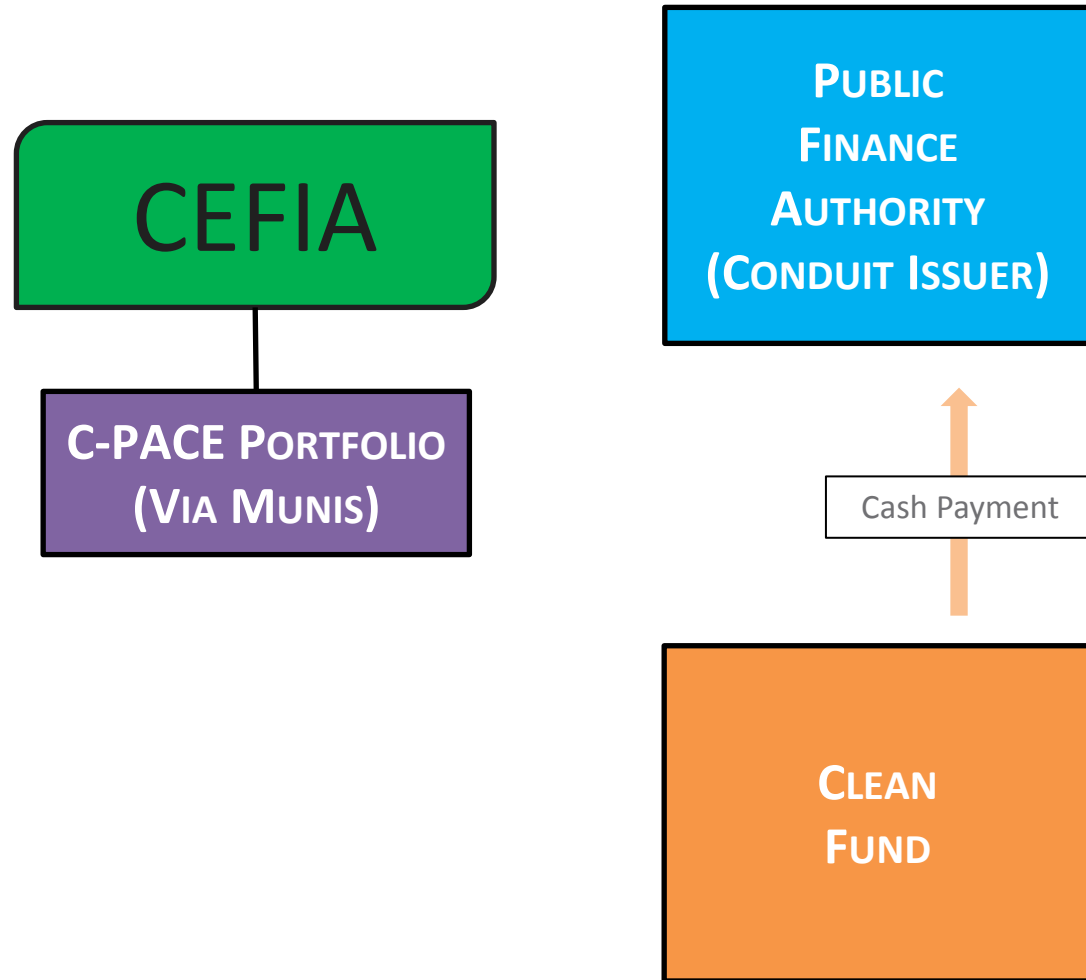 CEFIA
C-PACE PORTFOLIO
(VIA MUNIS)
PUBLIC
FINANCE
AUTHORITY
(CONDUIT ISSUER)
Cash Payment
CLEAN
FUND